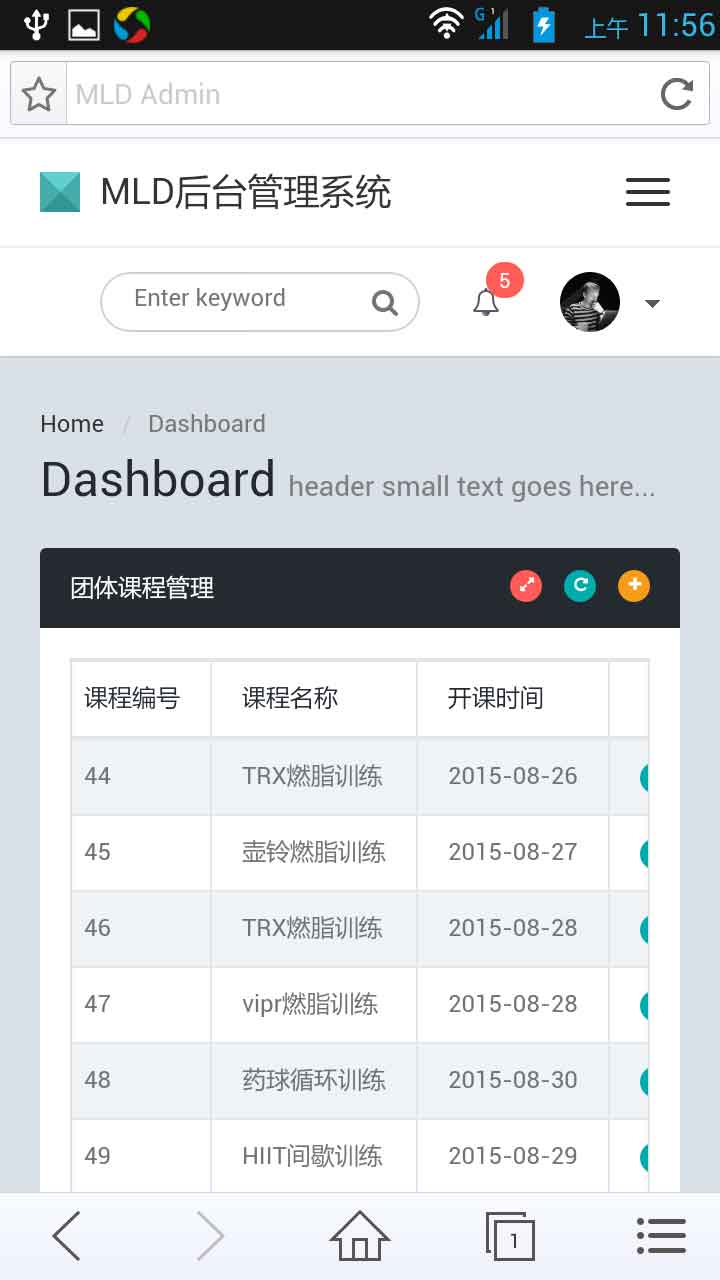 G 1 上午 11:56
MLD Admin
MLD后台管理系统
Enter keyword 5
Home / Dashboard
Dashboard header small text goes here...
团体课程管理
课程编号 课程名称 开课时间
44 TRX燃脂训练 2015-08-26
45 壶铃燃脂训练 2015-08-27
46 TRX燃脂训练 2015-08-28
47 vipr燃脂训练 2015-08-28
48 药球循环训练 2015-08-30
49 HIIT间歇训练 2015-08-29
1